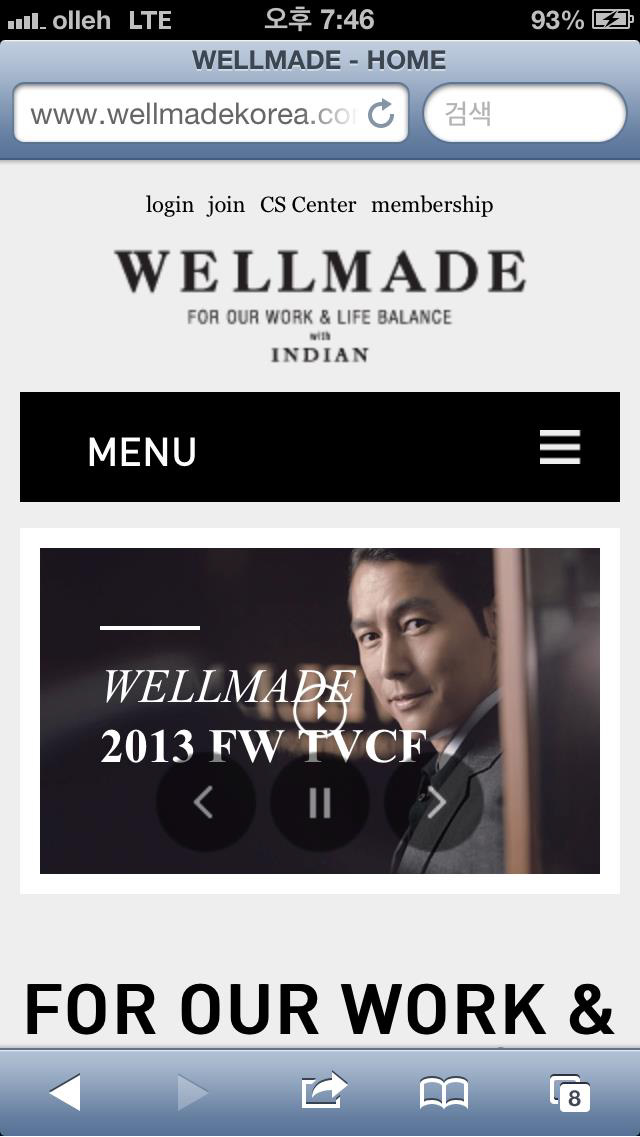 olleh LTE 오후 7:46 93%
WELLMADE - HOME
www.wellmadekorea.co 검색
login join CS Center membership
WELLMADE
FOR OUR WORK & LIFE BALANCE
with
INDIAN
MENU
WELLMADE
2013 FW TVCF
FOR OUR WORK &
8